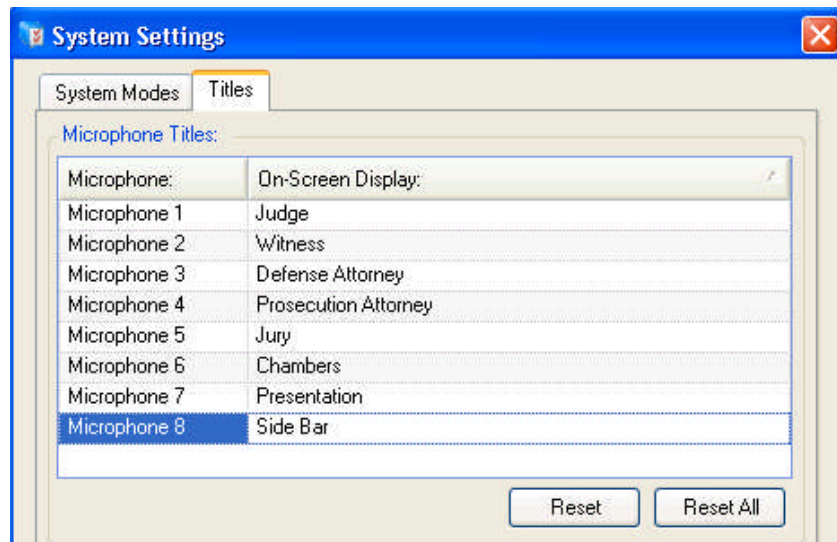 System Settings
System Modes Titles
Microphone Titles:
Microphone: On-Screen Display:
Microphone 1 Judge
Microphone 2 Witness
Microphone 3 Defense Attorney
Microphone 4 Prosecution Attorney
Microphone 5 Jury
Microphone 6 Chambers
Microphone 7 Presentation
Microphone 8 Side Bar
Reset Reset All